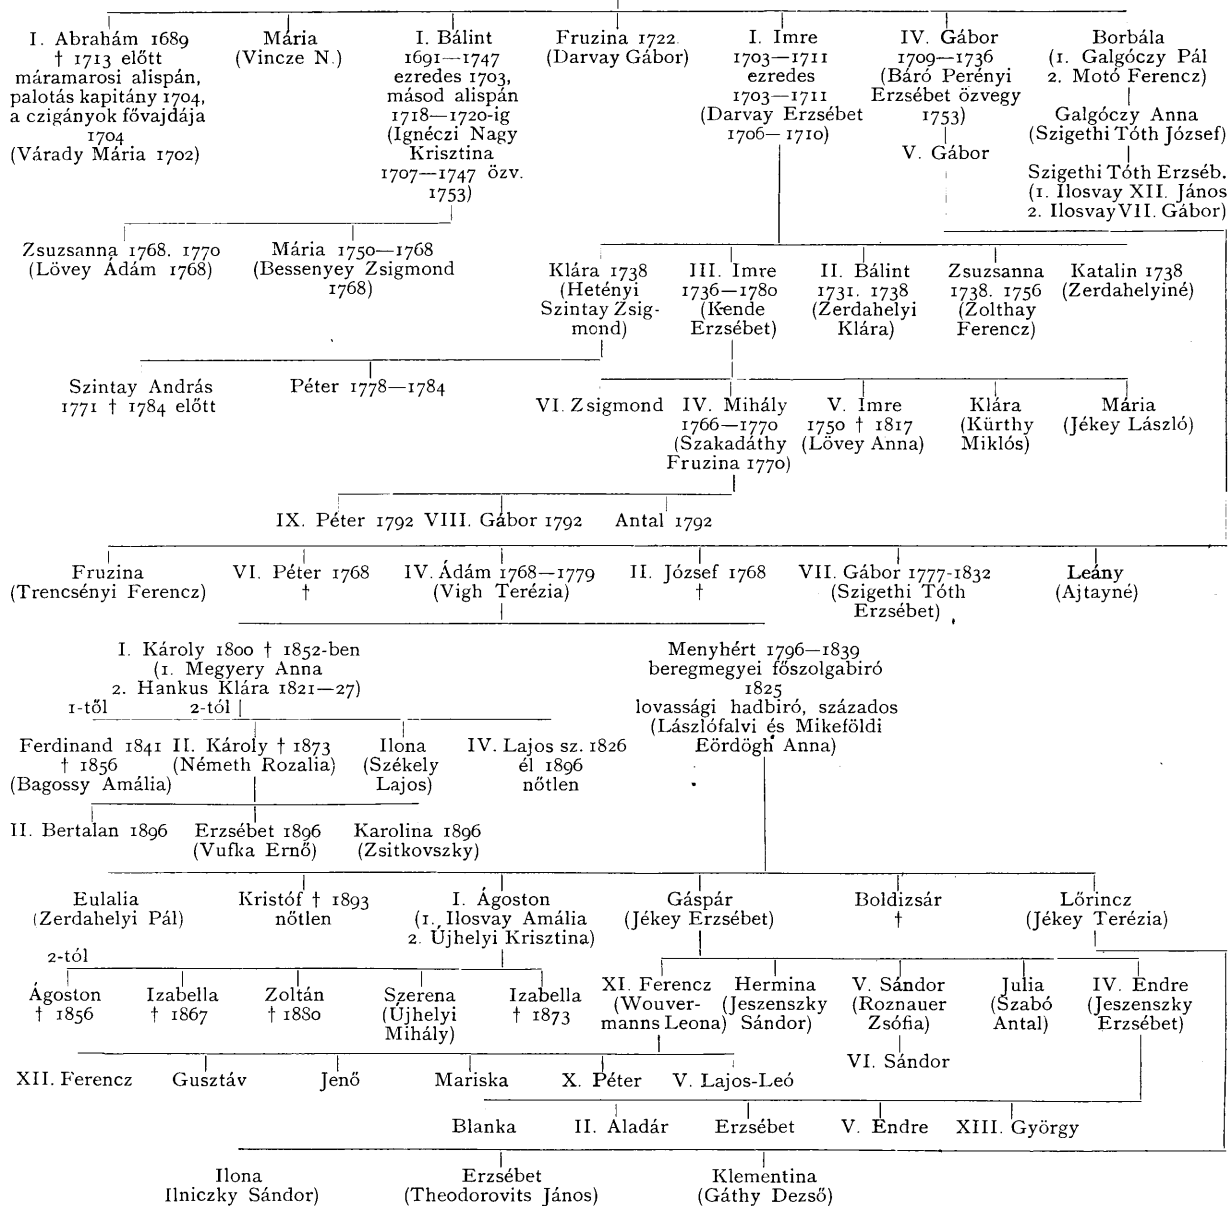 I. Abrahám 1689
† 1713 előtt
máramarosi alispán,
palotás kapitány 1704,
a czigányok fővajdája
1704
(Várady Mária 1702)
Mária
(Vincze N.)
I. Bálint
1691—1747
ezredes 1703,
másod alispán
1718—1720-ig
(Ignéczi Nagy
Krisztina
1707—1747 özv.
1753)
Fruzina 1722.
(Darvay Gábor)
I. Imre
1703—1711
ezredes
1703—1711
(Darvay Erzsébet
1706—1710)
IV. Gábor
1709—1736
(Báró Perényi
Erzsébet özvegy
1753)
V. Gábor
Borbála
(1. Galgóczy Pál
2. Motó Ferencz)
Galgóczy Anna
(Szigethi Tóth József)
Szigethi Tóth Erzséb.
(1. Ilosvay XII. János
2. Ilosvay VII. Gábor)
Zsuzsanna 1768. 1770
(Lövey Ádám 1768)
Mária 1750—1768
(Bessenyey Zsigmond
1768)
Klára 1738
(Hetényi
Szintay Zsig-
mond)
III. Imre
1736—1780
(Kende
Erzsébet)
II. Bálint
1731. 1738
(Zerdahelyi
Klára)
Zsuzsanna
1738. 1756
(Zolthay
Ferencz)
Katalin 1738
(Zerdahelyiné)
Szintay András
1771 † 1784 előtt
Péter 1778—1784
VI. Zsigmond
IV. Mihály
1766—1770
(Szakadáthy
Fruzina 1770)
V. Imre
1750 † 1817
(Lövey Anna)
Klára
(Kürthy
Miklós)
Mária
(Jékey László)
IX. Péter 1792
VIII. Gábor 1792
Antal 1792
Fruzina
(Trencsényi Ferencz)
VI. Péter 1768
†
IV. Ádám 1768—1779
(Vigh Terézia)
II. József 1768
†
VII. Gábor 1777-1832
(Szigethi Tóth
Erzsébet)
Leány
(Ajtayné)
I. Károly 1800 † 1852-ben
(1. Megyery Anna
2. Hankus Klára 1821—27)
1-től 2-tól
Menyhért 1796—1839
beregmegyei főszolgabiró
1825
lovassági hadbiró, százados
(Lászlófalvi és Mikeföldi
Eördögh Anna)
Ferdinand 1841
† 1856
(Bagossy Amália)
II. Károly † 1873
(Németh Rozalia)
Ilona
(Székely
Lajos)
IV. Lajos sz. 1826
él 1896
nőtlen
II. Bertalan 1896
Erzsébet 1896
(Vufka Ernő)
Karolina 1896
(Zsitkovszky)
Eulalia
(Zerdahelyi Pál)
Kristóf † 1893
nőtlen
I. Ágoston
(1. Ilosvay Amália
2. Újhelyi Krisztina)
Gáspár
(Jékey Erzsébet)
Boldizsár
†
Lőrincz
(Jékey Terézia)
2-tól
Ágoston
† 1856
Izabella
† 1867
Zoltán
† 1880
Szerena
(Újhelyi
Mihály)
Izabella
† 1873
XI. Ferencz
(Wouver-
manns Leona)
Hermina
(Jeszenszky
Sándor)
V. Sándor
(Roznauer
Zsófia)
VI. Sándor
Julia
(Szabó
Antal)
IV. Endre
(Jeszenszky
Erzsébet)
XII. Ferencz
Gusztáv
Jenő
Mariska
X. Péter
V. Lajos-Leó
Blanka
II. Aladár
Erzsébet
V. Endre
XIII. György
Ilona
Ilniczky Sándor)
Erzsébet
(Theodorovits János)
Klementina
(Gáthy Dezső)